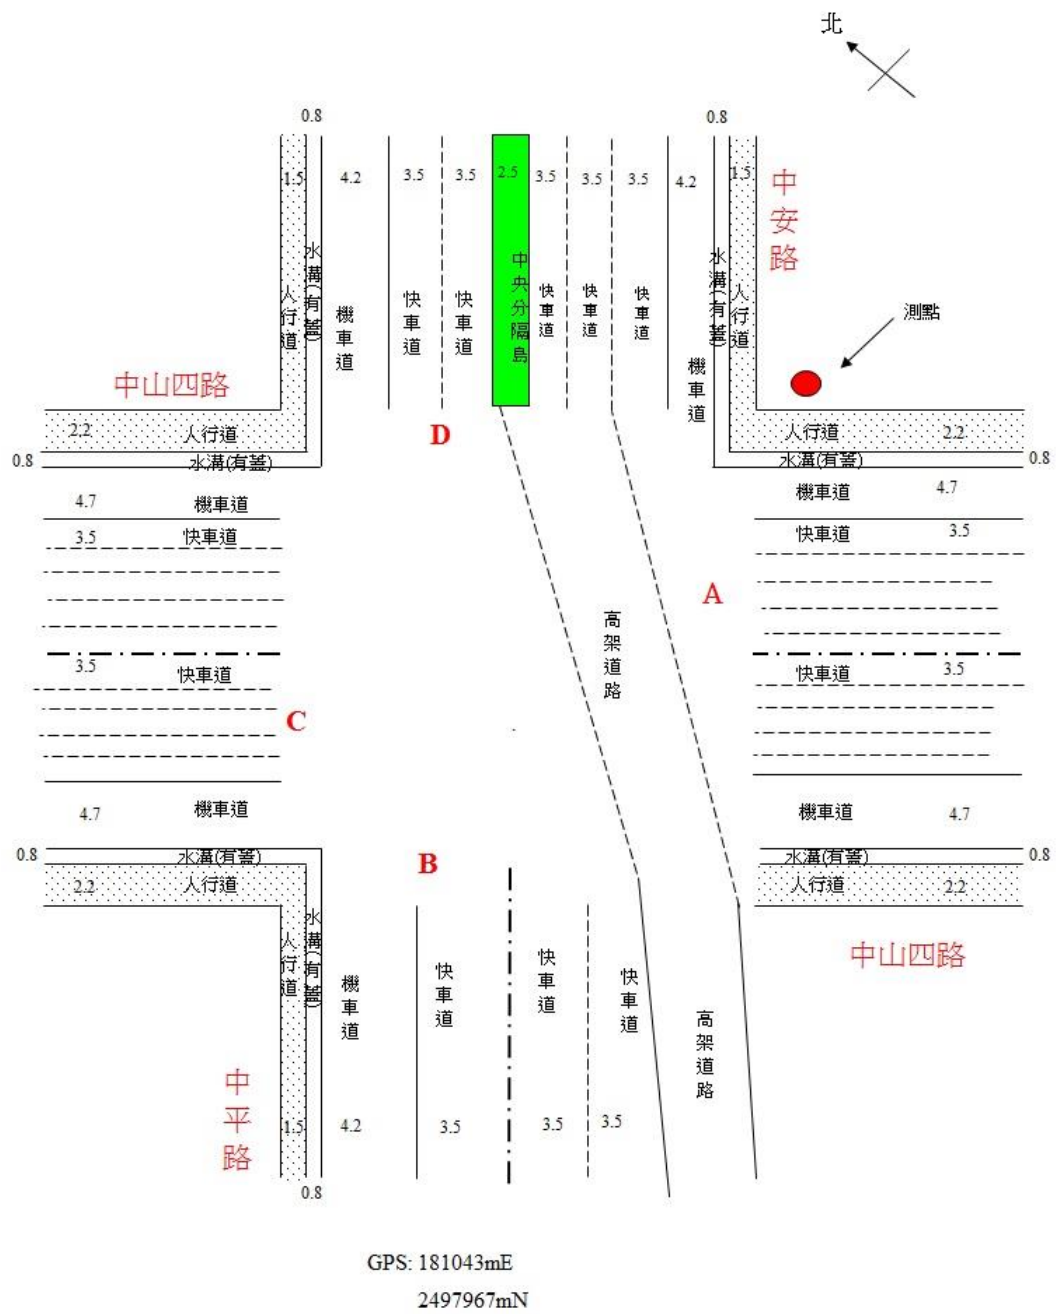 北
0.8
0.8
1.5
4.2
3.5
3.5
2.5
3.5
3.5
3.5
4.2
1.5
中安路
水溝(有蓋)
人行道
機車道
快車道
快車道
中央分隔島
快車道
快車道
快車道
機車道
水溝(有蓋)
人行道
測點
中山四路
D
2.2
人行道
人行道
2.2
0.8
水溝(有蓋)
水溝(有蓋)
0.8
4.7
機車道
機車道
4.7
3.5
快車道
快車道
3.5
A
高架道路
3.5
快車道
快車道
3.5
C
4.7
機車道
機車道
4.7
0.8
水溝(有蓋)
B
水溝(有蓋)
0.8
2.2
人行道
人行道
2.2
中山四路
人行道
水溝(有蓋)
機車道
快車道
快車道
快車道
高架道路
中平路
1.5
4.2
3.5
3.5
3.5
0.8
GPS: 181043mE
2497967mN